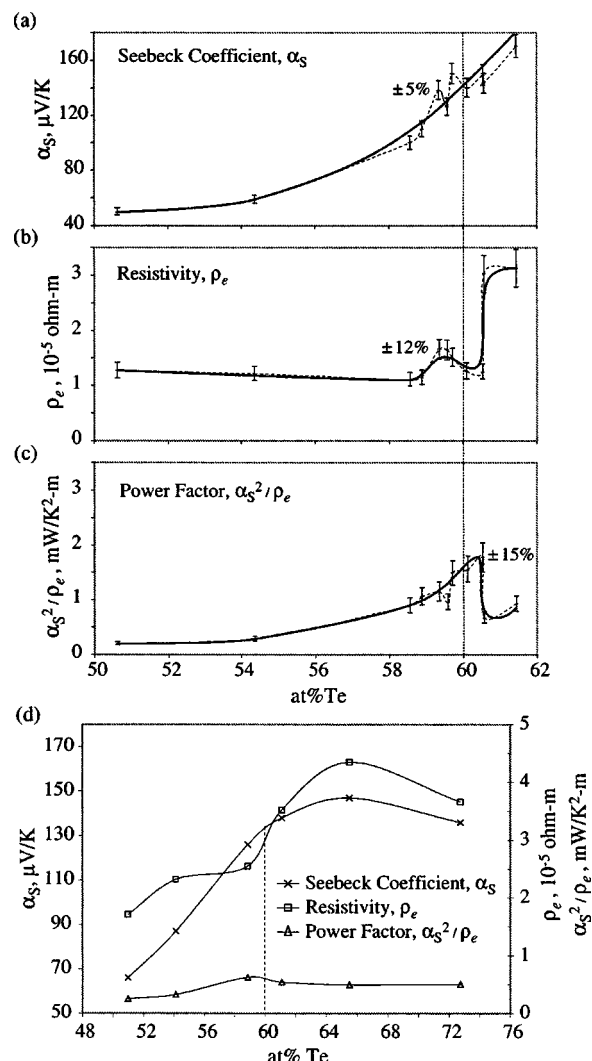 (a)
160
120
80
40
αS, μV/K
Seebeck Coefficient, αS
±5%
(b)
3
2
1
0
ρe, 10-5 ohm-m
Resistivity, ρe
±12%
(c)
3
2
1
0
αS2/ρe, mW/K2-m
Power Factor, αS2/ρe
±15%
50 52 54 56 58 60 62
at%Te
(d)
170
150
130
110
90
70
50
αS, μV/K
Seebeck Coefficient, αS
Resistivity, ρe
Power Factor, αS2/ρe
5
4
3
2
1
0
ρe, 10-5 ohm-m
αS2/ρe, mW/K2-m
48 52 56 60 64 68 72 76
at% Te